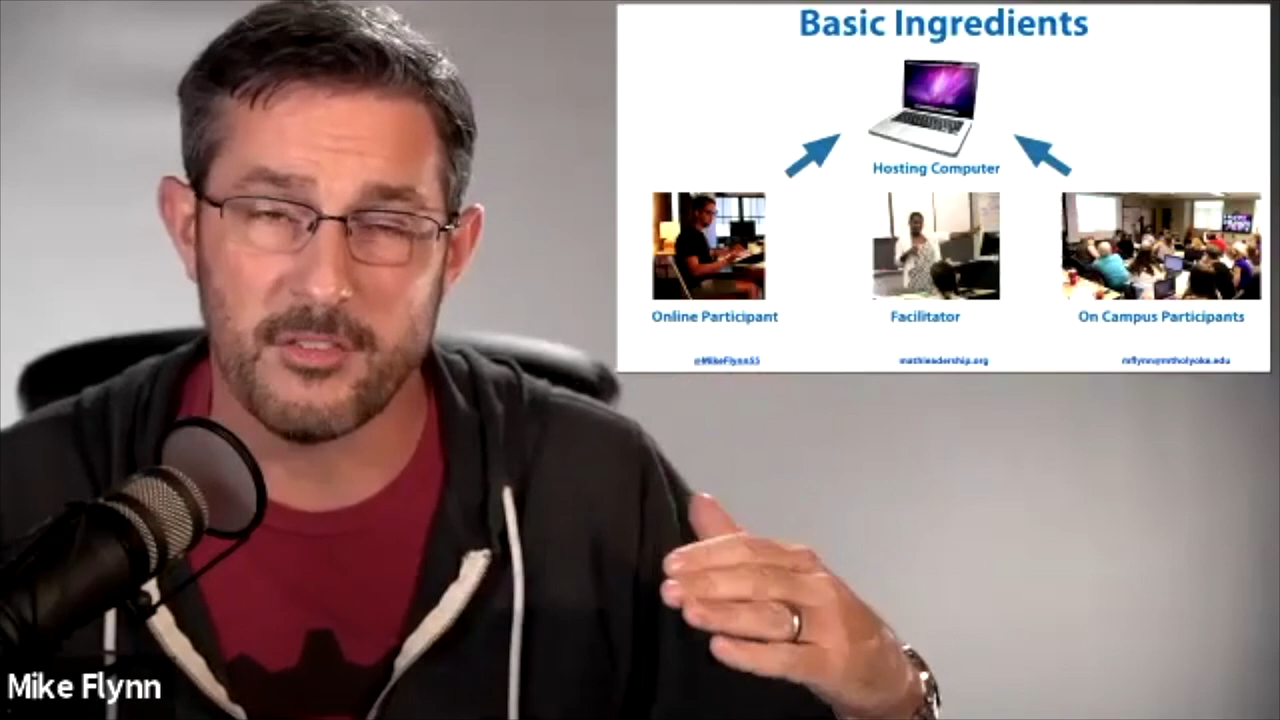 Basic Ingredients
Hosting Computer
Online Participant
Facilitator
On Campus Participants
@MikeFlynn55
mathleadership.org
mflynn@mtholyoke.edu
Mike Flynn